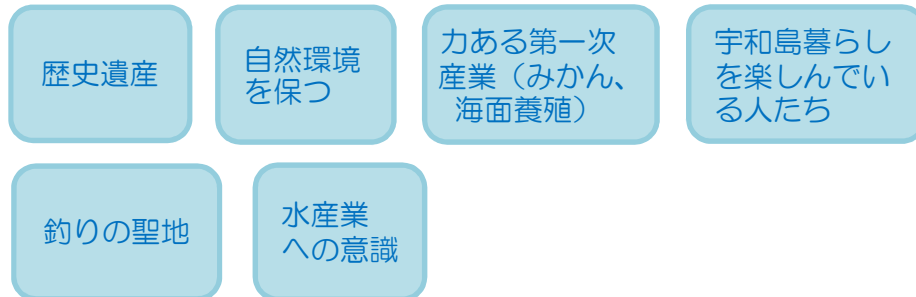 歴史遺産
自然環境
を保つ
力ある第一次
産業（みかん、
海面養殖）
宇和島暮らし
を楽しんでい
る人たち
釣りの聖地
水産業
への意識